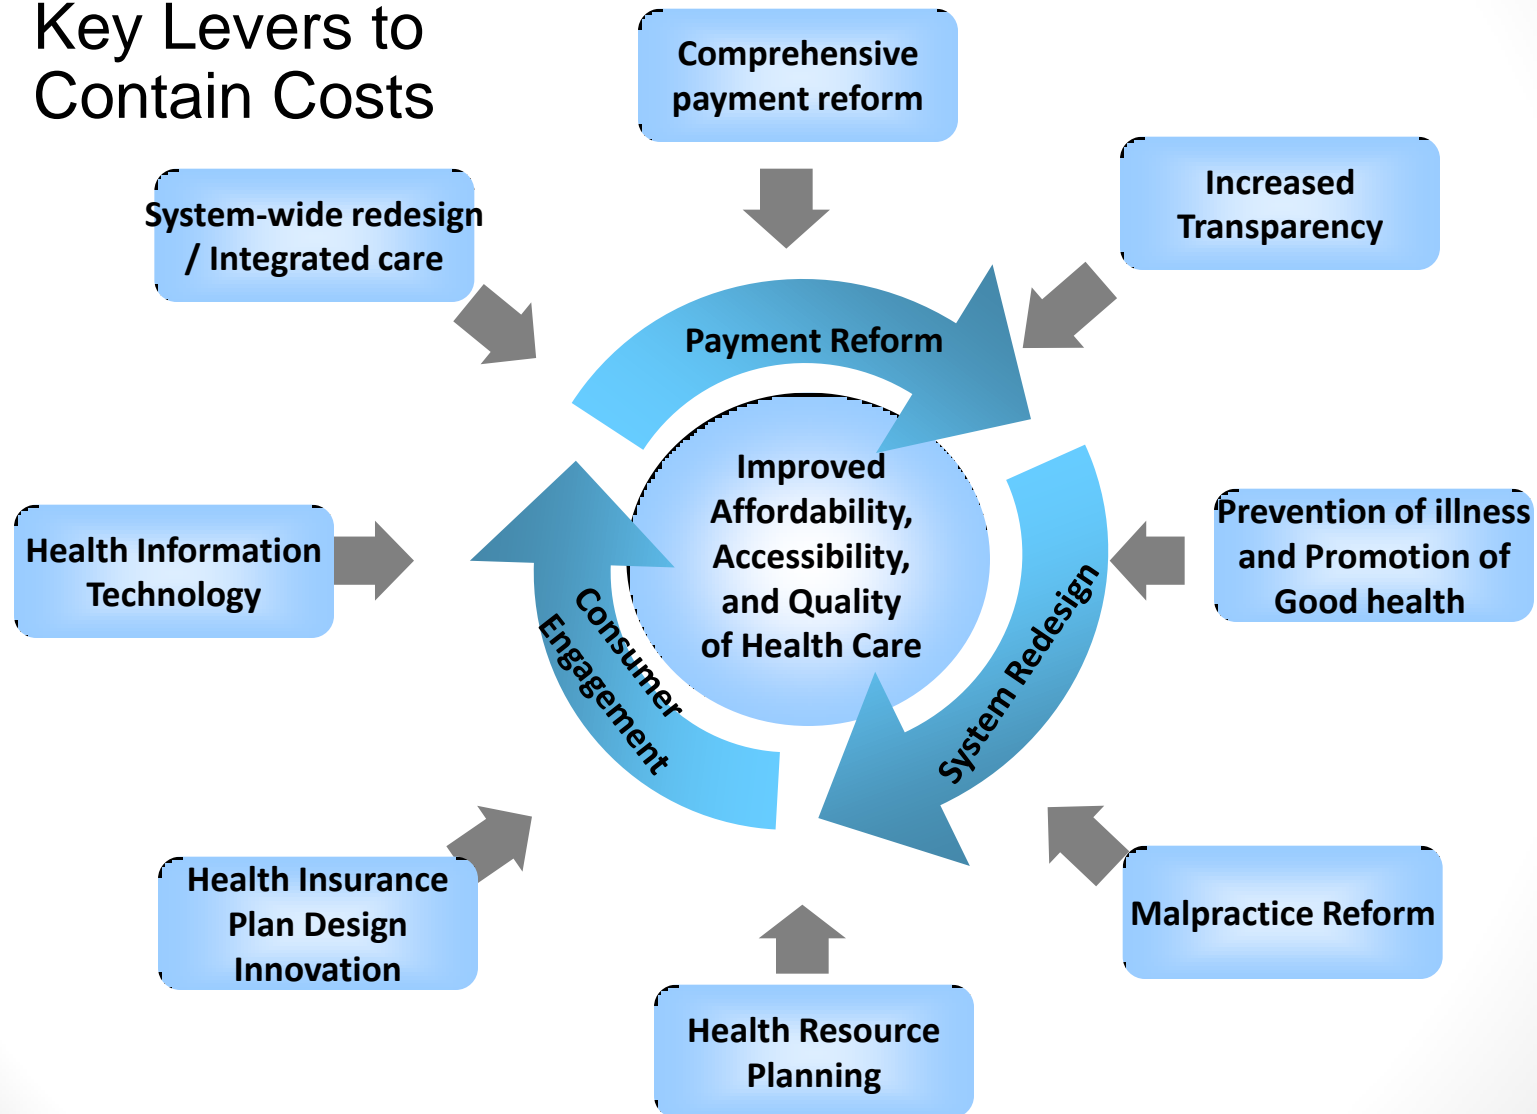 Key Levers to
Contain Costs
Comprehensive
payment reform
Increased
Transparency
System-wide redesign
/ Integrated care
Payment Reform
Improved
Affordability,
Accessibility,
and Quality
of Health Care
Prevention of illness
and Promotion of
Good health
Health Information
Technology
Consumer
Engagement
System Redesign
Health Insurance
Plan Design
Innovation
Malpractice Reform
Health Resource
Planning